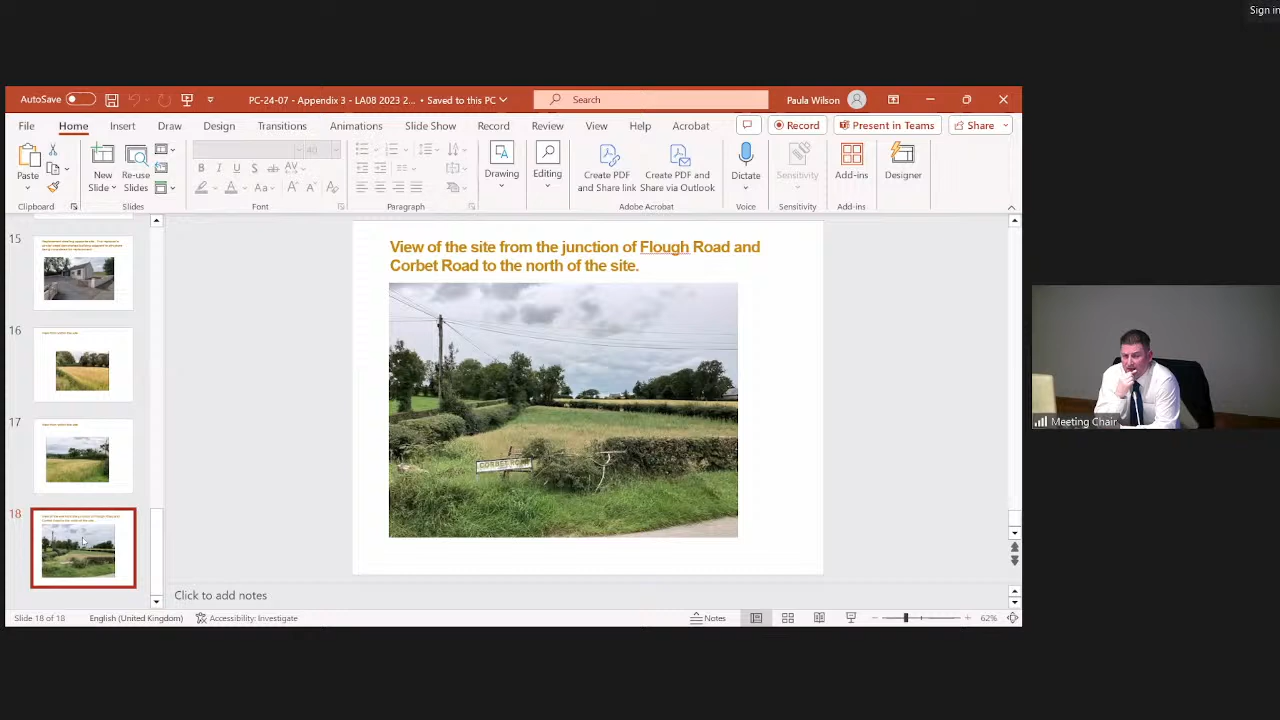 Sign in
AutoSave
PC-24-07 - Appendix 3 - LA08 2023 2... • Saved to this PC
Search
Paula Wilson
File Home Insert Draw Design Transitions Animations Slide Show Record Review View Help Acrobat
Record
Present in Teams
Share
Paste
New Slide
Re-use Slides
40
B I U S ab AV
A Aa A A
Drawing
Editing
Create PDF and Share link
Create PDF and Share via Outlook
Dictate
Sensitivity
Add-ins
Designer
Clipboard
Slides
Font
Paragraph
Adobe Acrobat
Voice
Sensitivity
Add-ins
15
16
17
18
View of the site from the junction of Flough Road and
Corbet Road to the north of the site.
CORBET ROAD
Meeting Chair
Click to add notes
Slide 18 of 18
English (United Kingdom)
Accessibility: Investigate
Notes
62%